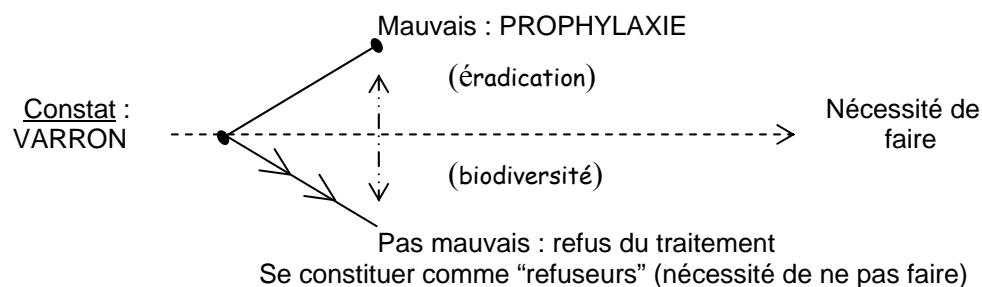 Mauvais : PROPHYLAXIE
(éradication)
Constat :
VARRON
Nécessité de
faire
(biodiversité)
Pas mauvais : refus du traitement
Se constituer comme “refuseurs” (nécessité de ne pas faire)